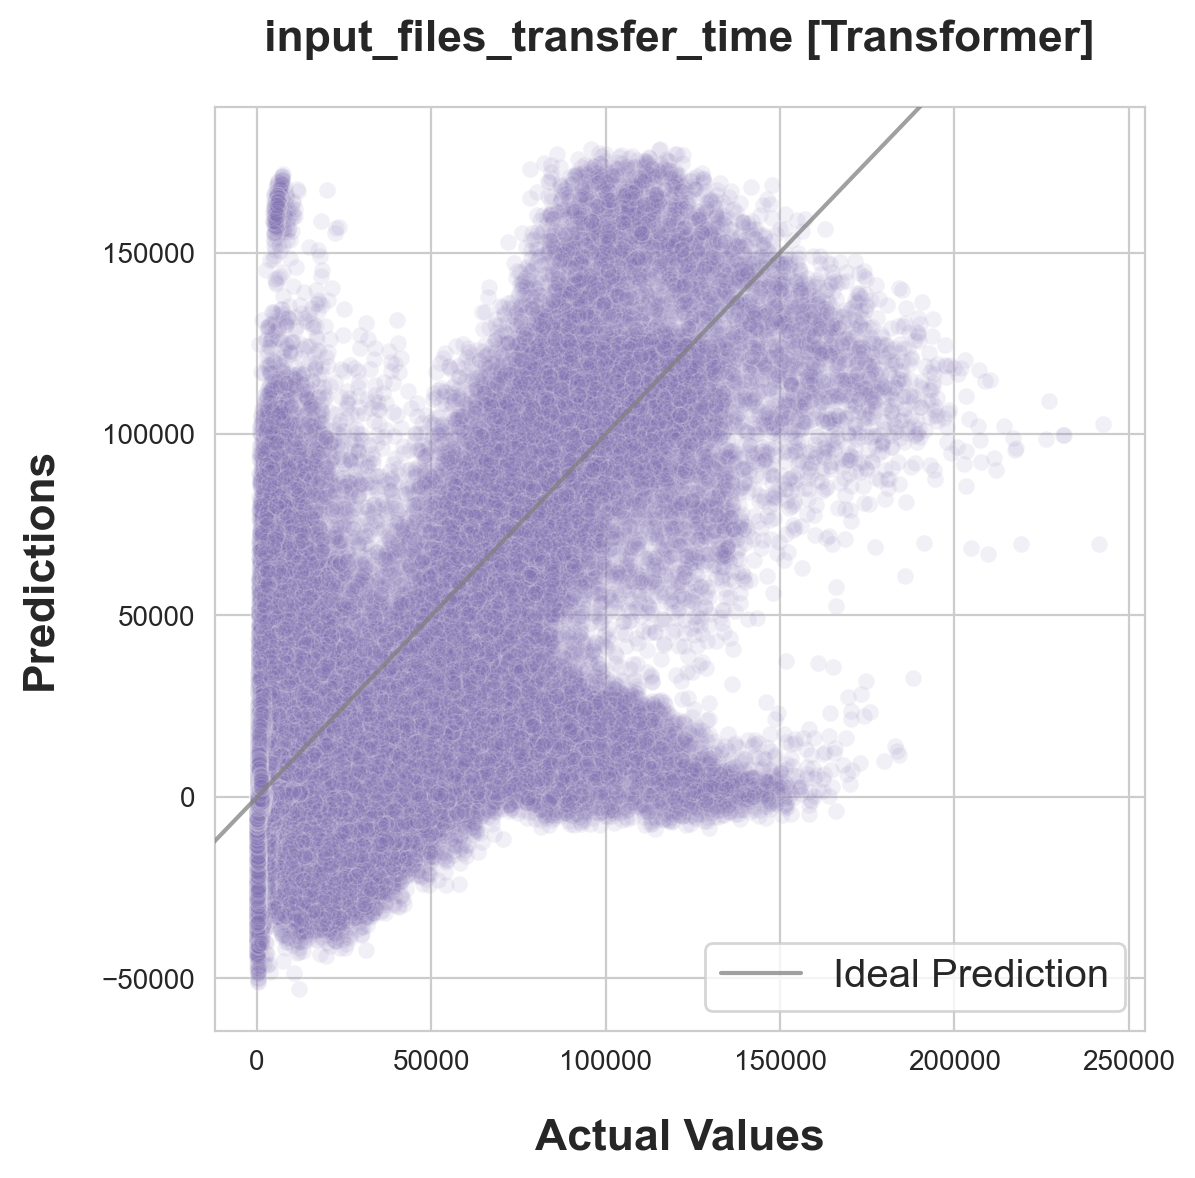 input_files_transfer_time [Transformer]
Predictions
150000
100000
50000
0
−50000
Ideal Prediction
0
50000
100000
150000
200000
250000
Actual Values